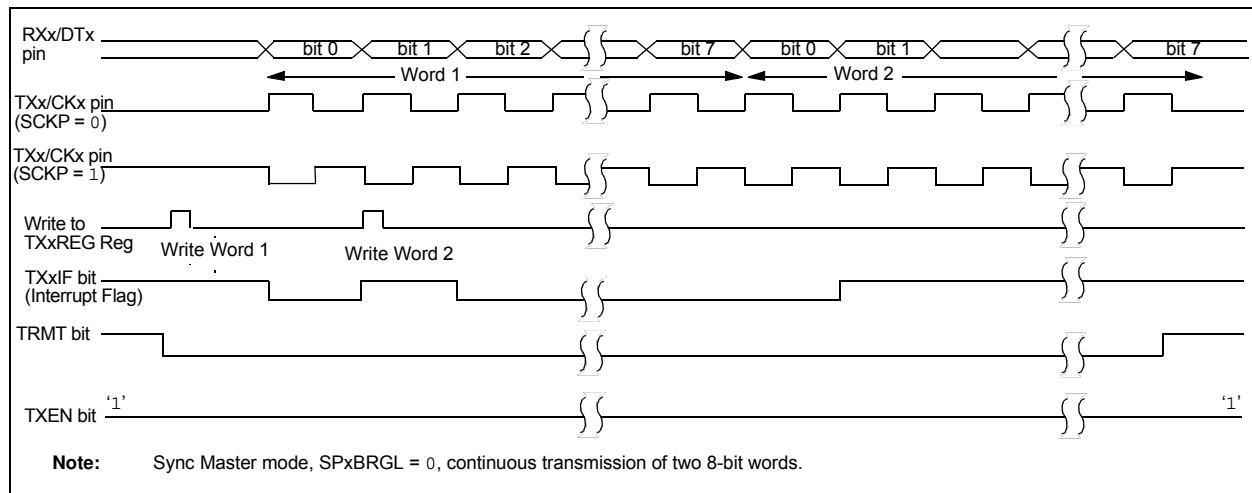 RXx/DTx
pin
bit 0 bit 1 bit 2 bit 7 bit 0 bit 1 bit 7
Word 1 Word 2
TXx/CKx pin
(SCKP = 0)
TXx/CKx pin
(SCKP = 1)
Write to
TXxREG Reg
Write Word 1 Write Word 2
TXxIF bit
(Interrupt Flag)
TRMT bit
TXEN bit
‘1’ ‘1’
Note: Sync Master mode, SPxBRGL = 0, continuous transmission of two 8-bit words.